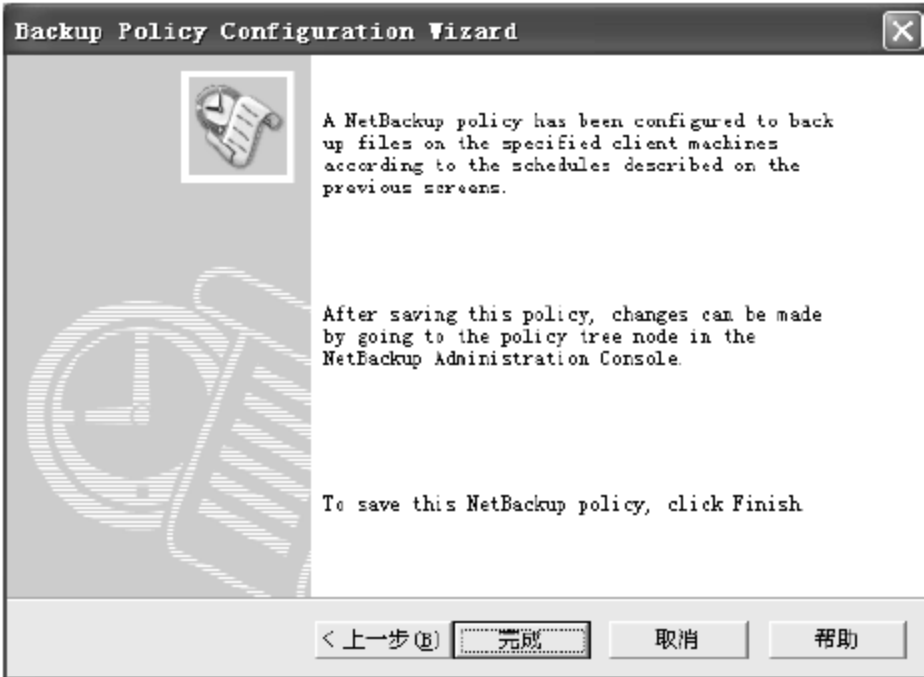 Backup Policy Configuration Wizard
A NetBackup policy has been configured to back
up files on the specified client machines
according to the schedules described on the
previous screens.
After saving this policy, changes can be made
by going to the policy tree node in the
NetBackup Administration Console.
To save this NetBackup policy, click Finish
< 上一步(B) 完成 取消 帮助